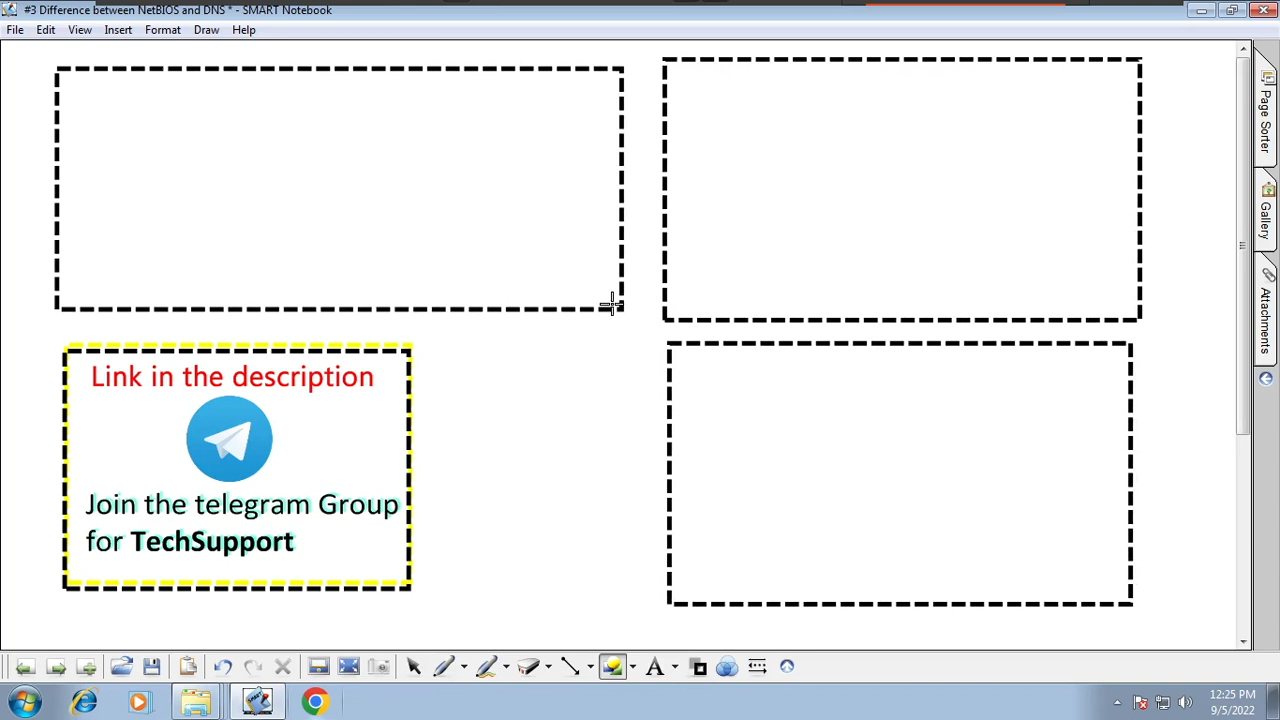 #3 Difference between NetBIOS and DNS * - SMART Notebook
File Edit View Insert Format Draw Help
Page Sorter
Gallery
Attachments
Link in the description
Join the telegram Group
for TechSupport
A
12:25 PM
9/5/2022